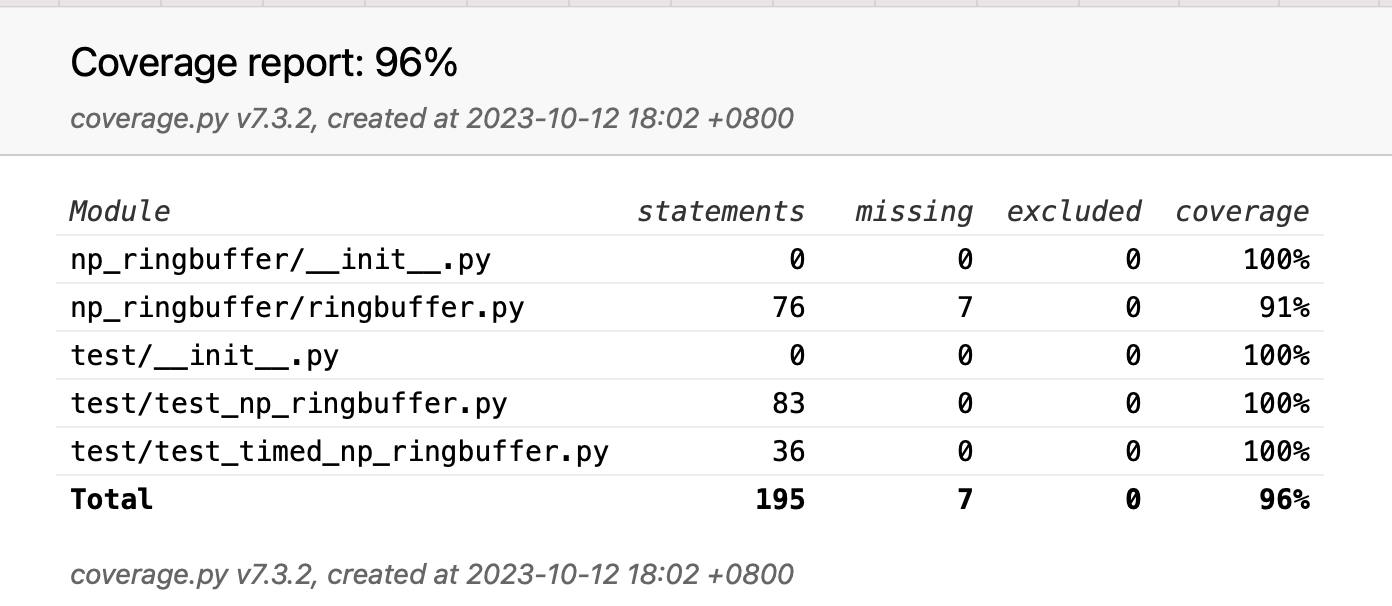 Coverage report: 96%
coverage.py v7.3.2, created at 2023-10-12 18:02 +0800
Module statements missing excluded coverage
np_ringbuffer/__init__.py 0 0 0 100%
np_ringbuffer/ringbuffer.py 76 7 0 91%
test/__init__.py 0 0 0 100%
test/test_np_ringbuffer.py 83 0 0 100%
test/test_timed_np_ringbuffer.py 36 0 0 100%
Total 195 7 0 96%
coverage.py v7.3.2, created at 2023-10-12 18:02 +0800